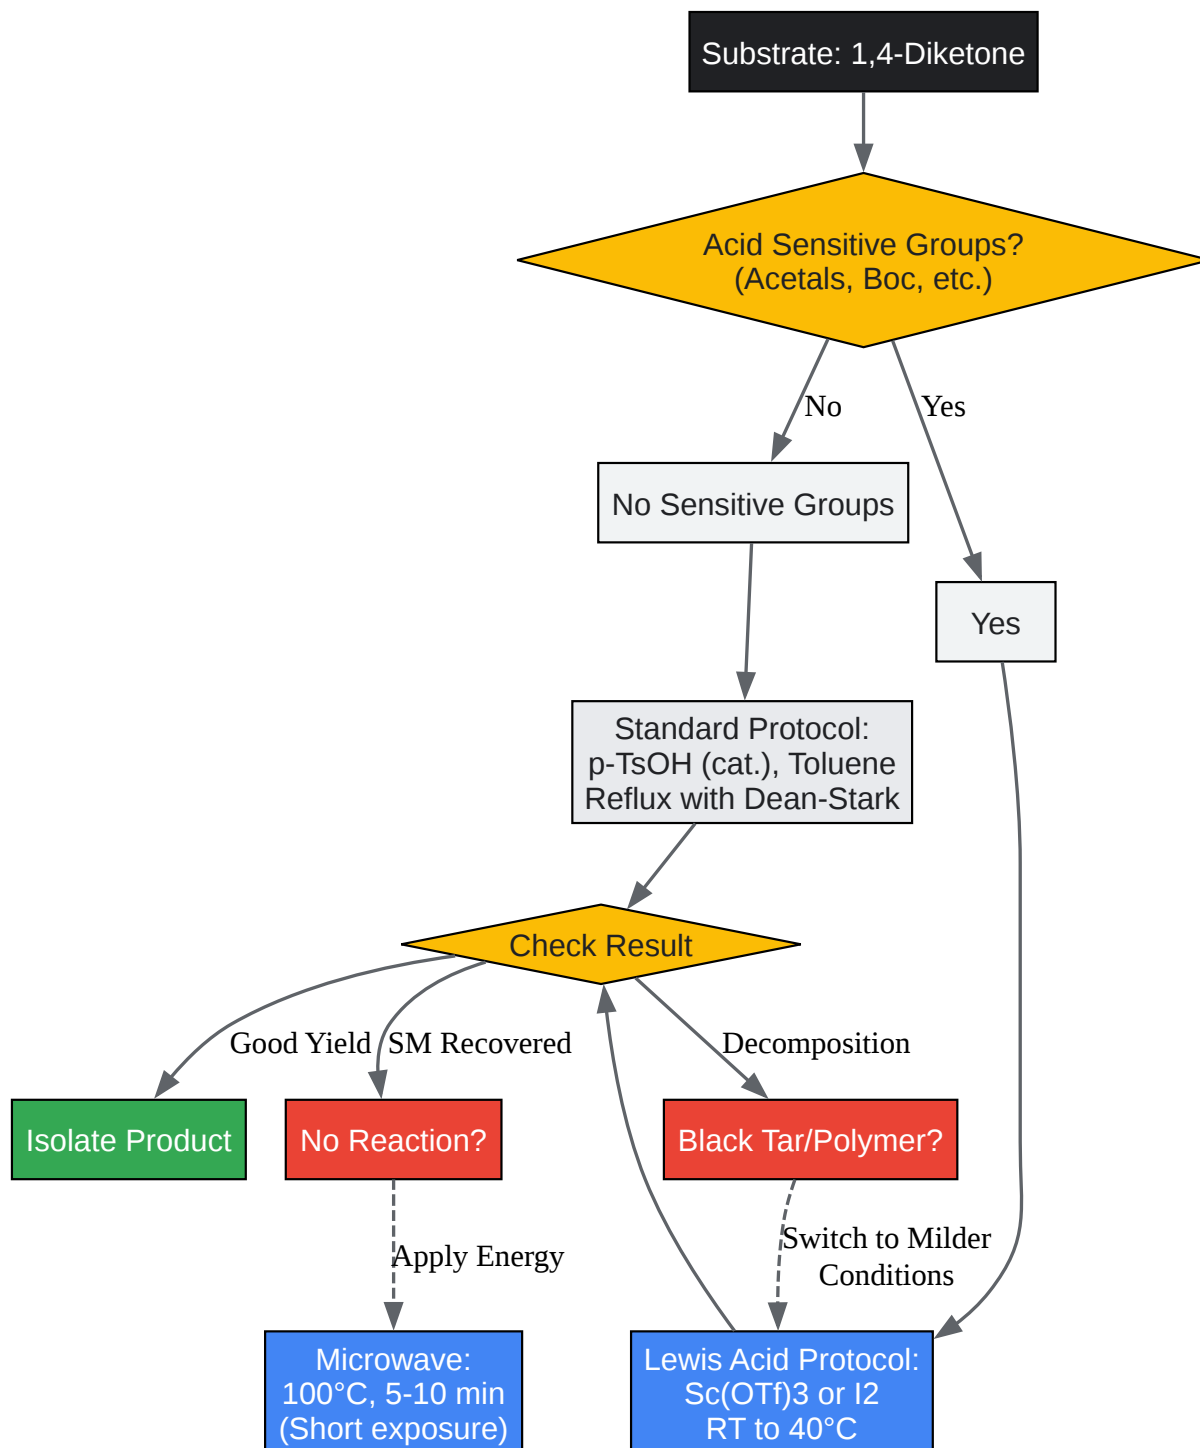 Substrate: 1,4-Diketone
Acid Sensitive Groups?
(Acetals, Boc, etc.)
No
Yes
No Sensitive Groups
Yes
Standard Protocol:
p-TsOH (cat.), Toluene
Reflux with Dean-Stark
Check Result
Good Yield
SM Recovered
Decomposition
Isolate Product
No Reaction?
Black Tar/Polymer?
Apply Energy
Switch to Milder
Conditions
Microwave:
100°C, 5-10 min
(Short exposure)
Lewis Acid Protocol:
Sc(OTf)3 or I2
RT to 40°C